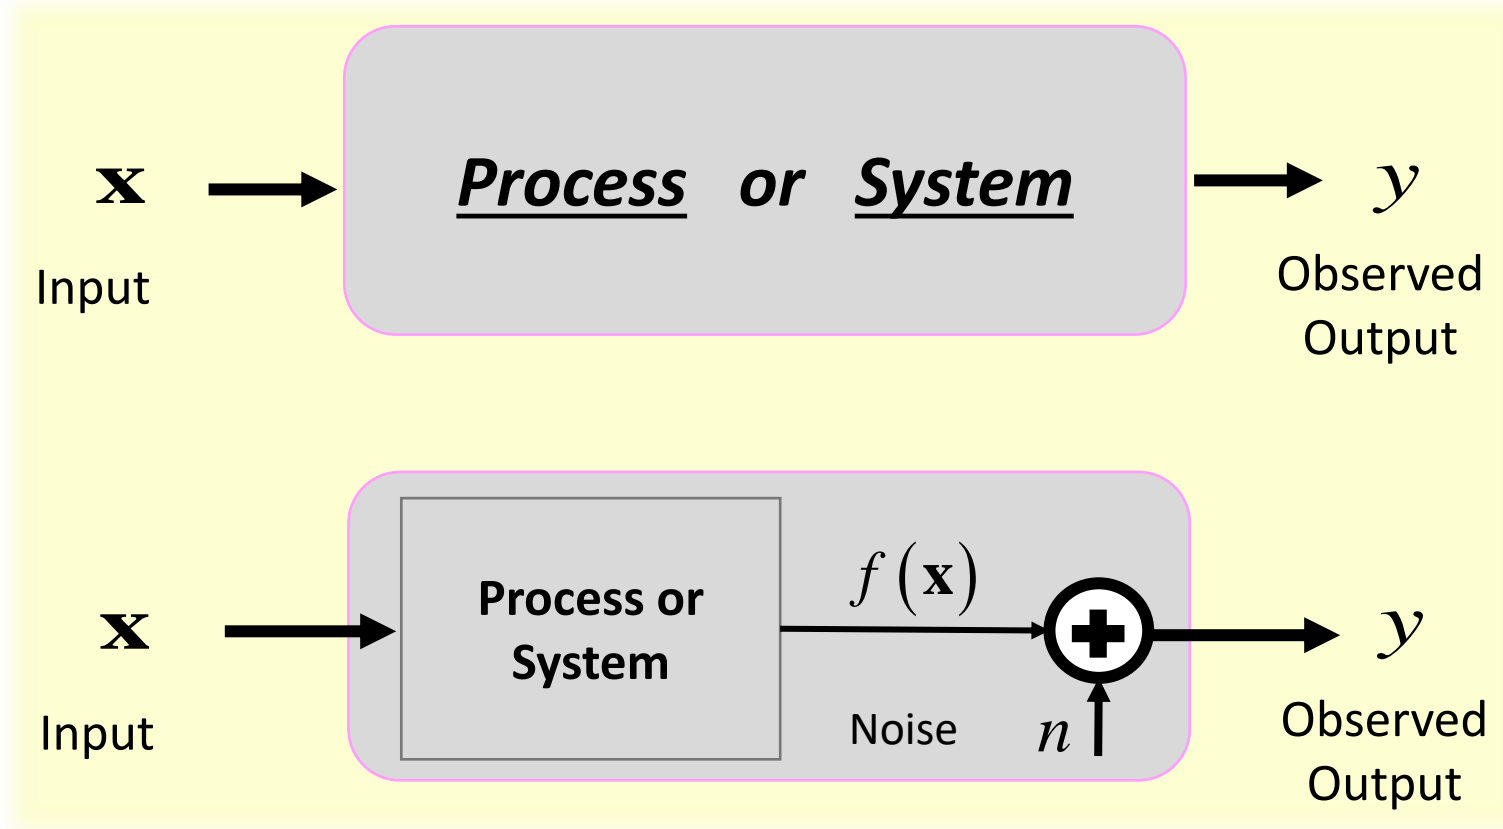 x
Process or System
y
Input
Observed
Output
f(x)
x
Process or
System
y
Input
Noise
n
Observed
Output